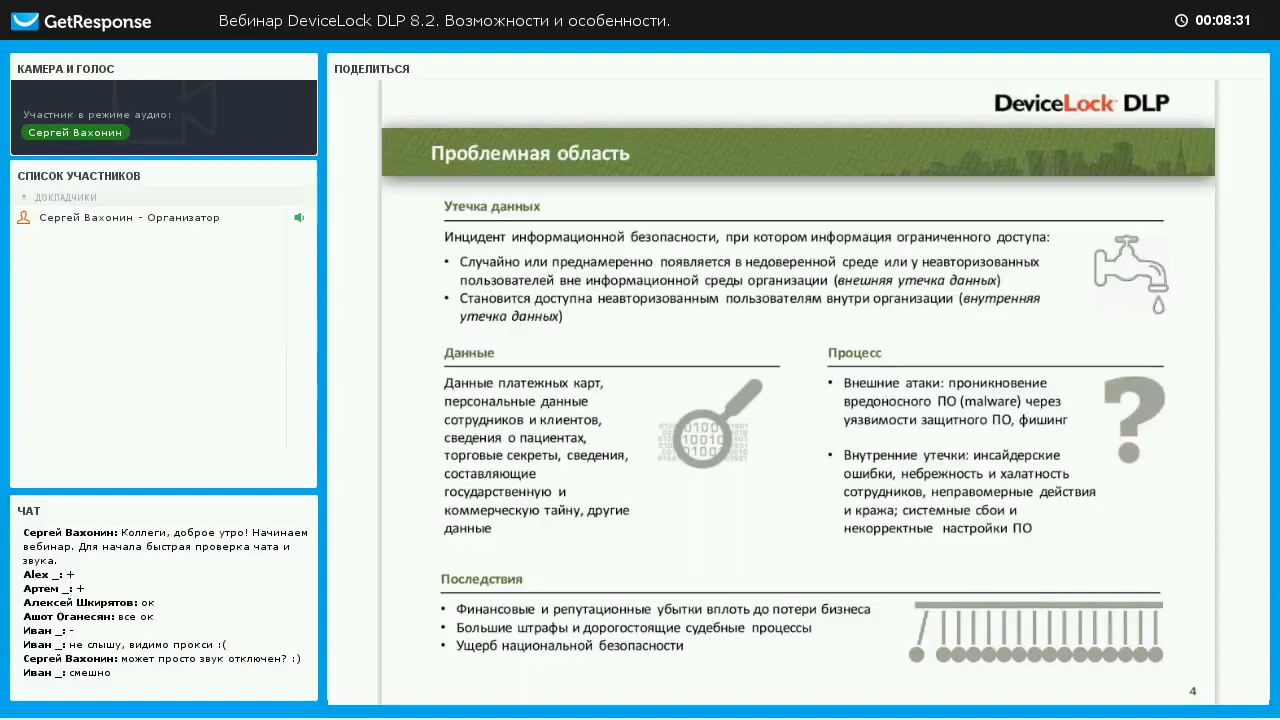 GetResponse
Вебинар DeviceLock DLP 8.2. Возможности и особенности.
00:08:31
КАМЕРА И ГОЛОС
Участник в режиме аудио:
Сергей Вахонин
СПИСОК УЧАСТНИКОВ
ДОКЛАДЧИКИ
Сергей Вахонин - Организатор
ЧАТ
Сергей Вахонин: Коллеги, доброе утро! Начинаем
вебинар. Для начала быстрая проверка чата и
звука.
Alex _: +
Артем _: +
Алексей Шкирятов: ок
Ашот Оганесян: все ок
Иван _: -
Иван _: не слышу, видимо прокси :(
Сергей Вахонин: может просто звук отключен? :)
Иван _: смешно
ПОДЕЛИТЬСЯ
DeviceLock DLP
Проблемная область
Утечка данных
Инцидент информационной безопасности, при котором информация ограниченного доступа:
• Случайно или преднамеренно появляется в недоверенной среде или у неавторизованных
пользователей вне информационной среды организации (внешняя утечка данных)
• Становится доступна неавторизованным пользователям внутри организации (внутренняя
утечка данных)
Данные
Данные платежных карт,
персональные данные
сотрудников и клиентов,
сведения о пациентах,
торговые секреты, сведения,
составляющие
государственную и
коммерческую тайну, другие
данные
Процесс
• Внешние атаки: проникновение
вредоносного ПО (malware) через
уязвимости защитного ПО, фишинг
• Внутренние утечки: инсайдерские
ошибки, небрежность и халатность
сотрудников, неправомерные действия
и кража; системные сбои и
некорректные настройки ПО
Последствия
• Финансовые и репутационные убытки вплоть до потери бизнеса
• Большие штрафы и дорогостоящие судебные процессы
• Ущерб национальной безопасности
4